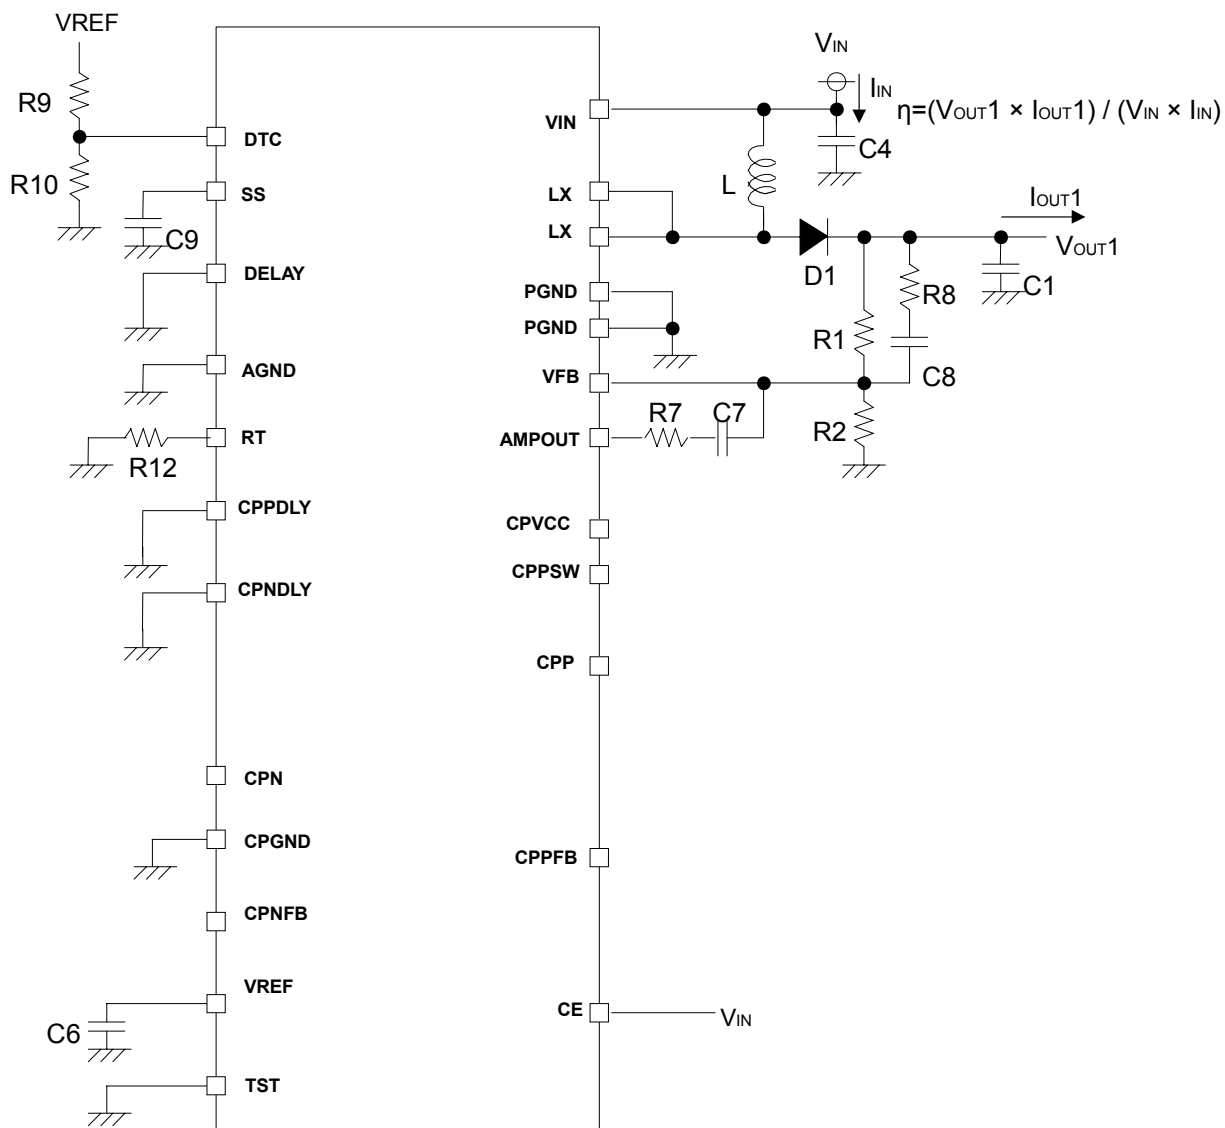 VREF
R9
R10
C9
R12
C6
DTC
SS
DELAY
AGND
RT
CPPDLY
CPNDLY
CPN
CPGND
CPNFB
VREF
TST
VIN
LX
LX
PGND
PGND
VFB
AMPOUT
CPVCC
CPPSW
CPP
CPPFB
CE
VIN
IIN
η=(VOUT1 × IOUT1) / (VIN × IIN)
C4
L
IOUT1
VOUT1
D1
C1
R8
R1
C8
R7
C7
R2
VIN